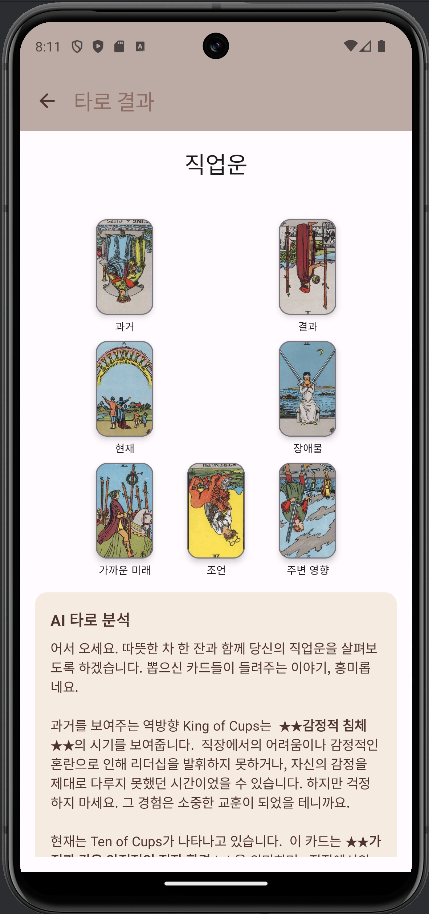 8:11
타로 결과
직업운
과거
결과
현재
장애물
가까운 미래
조언
주변 영향
AI 타로 분석
어서 오세요. 따뜻한 차 한 잔과 함께 당신의 직업운을 살펴보
도록 하겠습니다. 뽑으신 카드들이 들려주는 이야기, 흥미롭
네요.
과거를 보여주는 역방향 King of Cups는 ★★감정적 침체
★★의 시기를 보여줍니다. 직장에서의 어려움이나 감정적인
혼란으로 인해 리더십을 발휘하지 못하거나, 자신의 감정을
제대로 다루지 못했던 시간이었을 수 있습니다. 하지만 걱정
하지 마세요. 그 경험은 소중한 교훈이 되었을 테니까요.
현재는 Ten of Cups가 나타나고 있습니다. 이 카드는 ★★가